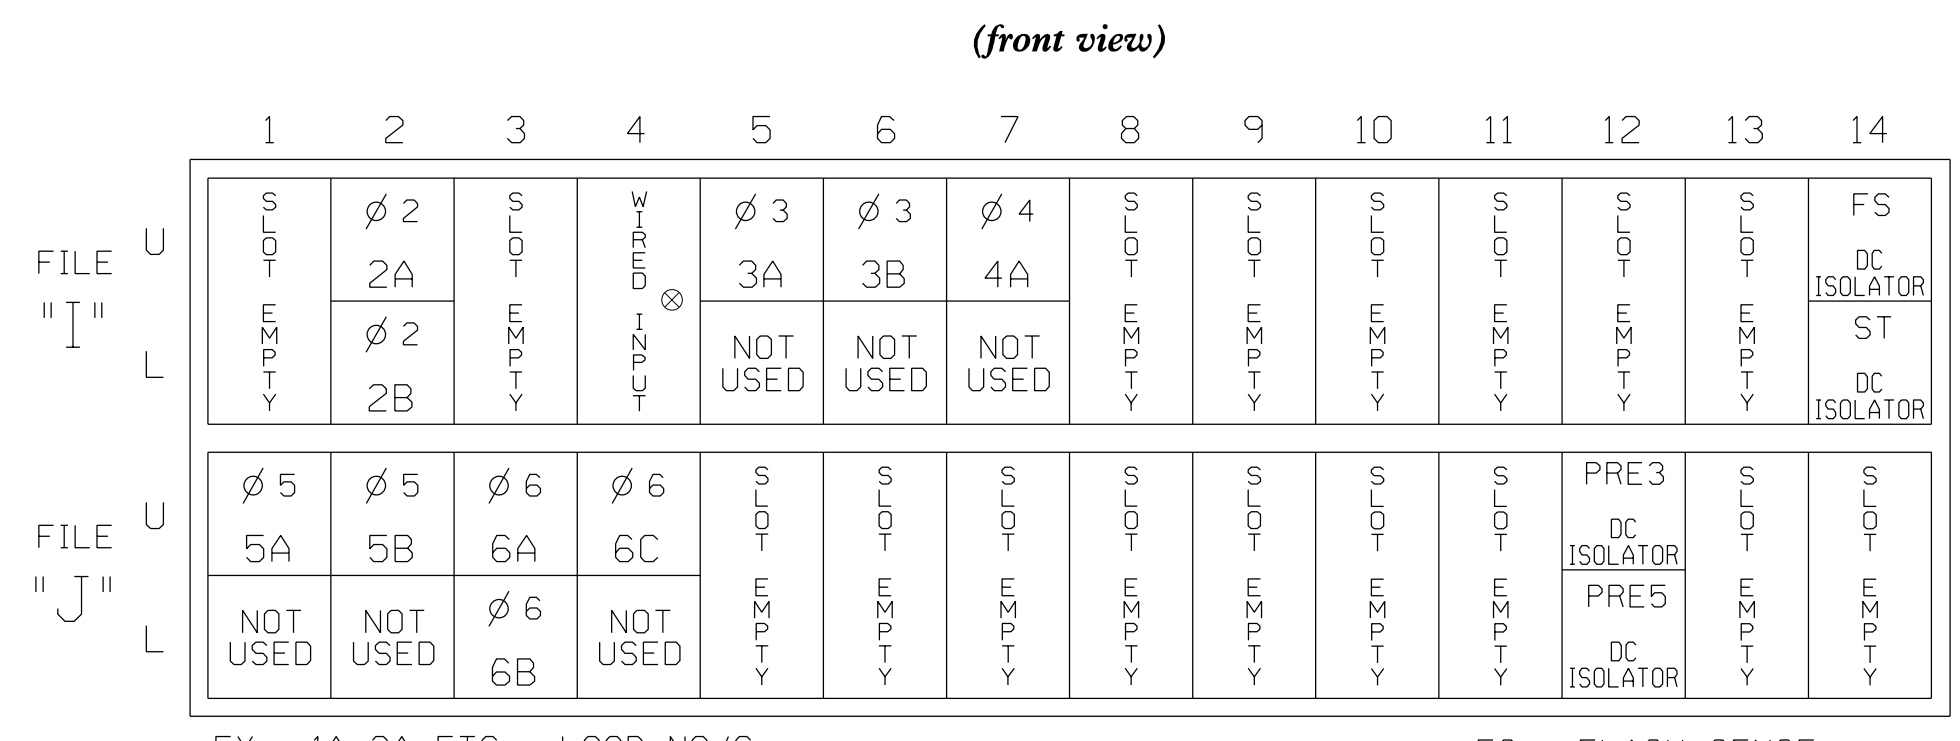 (front view)
1 2 3 4 5 6 7 8 9 10 11 12 13 14
FILE "I"
U
L
SLOT EMPTY
Ø 2
2A
Ø 2
2B
SLOT EMPTY
WIRED INPUT
Ø 3
3A
NOT
USED
Ø 3
3B
NOT
USED
Ø 4
4A
NOT
USED
SLOT EMPTY
SLOT EMPTY
SLOT EMPTY
SLOT EMPTY
SLOT EMPTY
SLOT EMPTY
FS
DC
ISOLATOR
ST
DC
ISOLATOR
FILE "J"
U
L
Ø 5
5A
NOT
USED
Ø 5
5B
NOT
USED
Ø 6
6A
Ø 6
6B
Ø 6
6C
NOT
USED
SLOT EMPTY
SLOT EMPTY
SLOT EMPTY
SLOT EMPTY
SLOT EMPTY
SLOT EMPTY
SLOT EMPTY
PRE3
DC
ISOLATOR
PRE5
DC
ISOLATOR
SLOT EMPTY
SLOT EMPTY